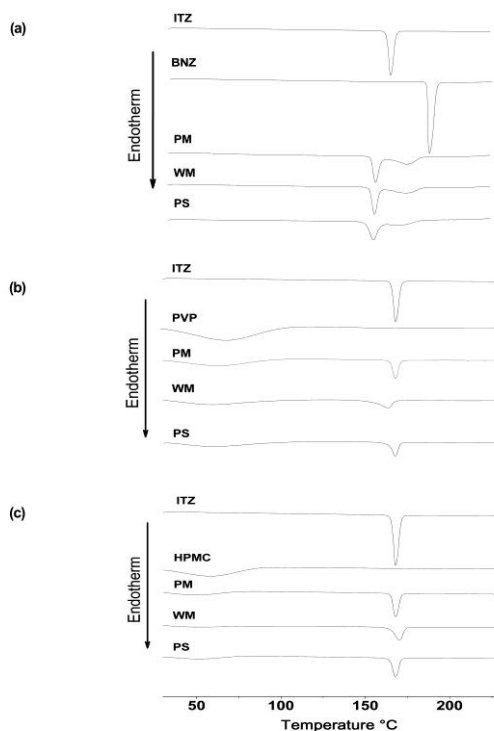 (a)
ITZ
BNZ
PM
WM
PS
Endotherm
(b)
ITZ
PVP
PM
WM
PS
Endotherm
(c)
ITZ
HPMC
PM
WM
PS
Endotherm
50 100 150 200
Temperature °C